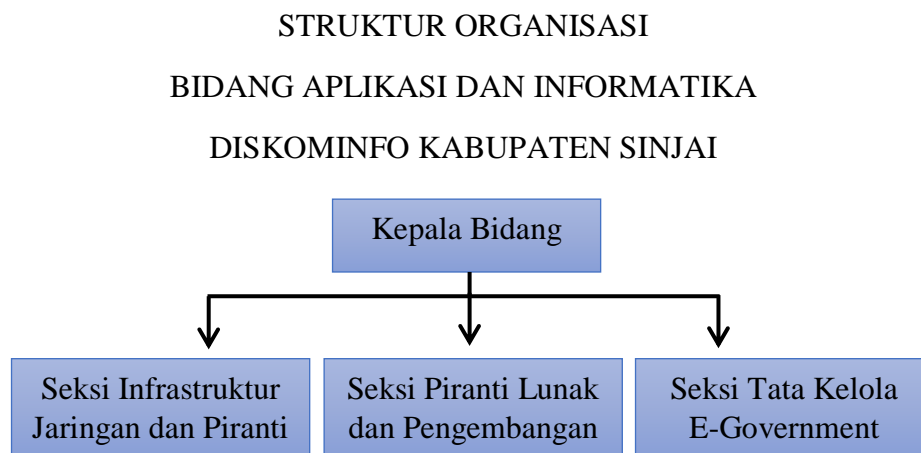 STRUKTUR ORGANISASI
BIDANG APLIKASI DAN INFORMATIKA
DISKOMINFO KABUPATEN SINJAI
Kepala Bidang
Seksi Infrastruktur
Jaringan dan Piranti
Seksi Piranti Lunak
dan Pengembangan
Seksi Tata Kelola
E-Government